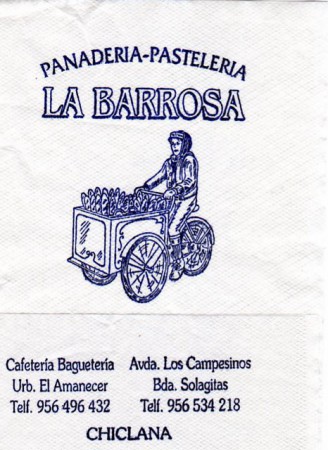 PANADERIA-PASTELERIA
LA BARROSA
Cafetería Baguetería Avda. Los Campesinos
Urb. El Amanecer Bda. Solagitas
Telf. 956 496 432 Telf. 956 534 218
CHICLANA